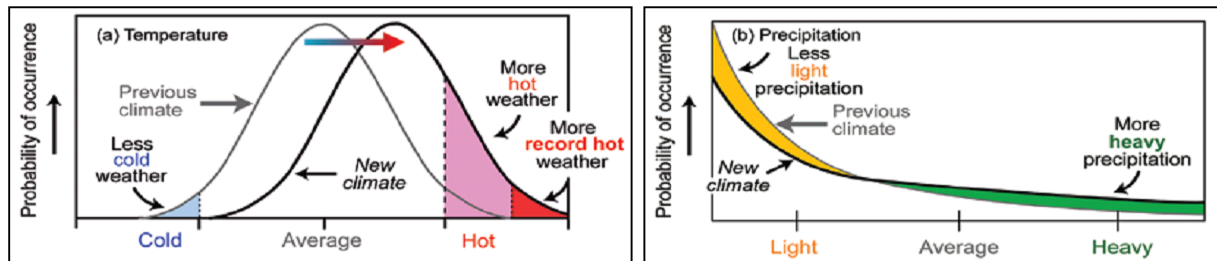 (a) Temperature
Probability of occurrence
Previous
climate
Less
cold
weather
New
climate
More
hot
weather
More
record hot
weather
Cold
Average
Hot
(b) Precipitation
Less
light
precipitation
Probability of occurrence
Previous
climate
New
climate
More
heavy
precipitation
Light
Average
Heavy